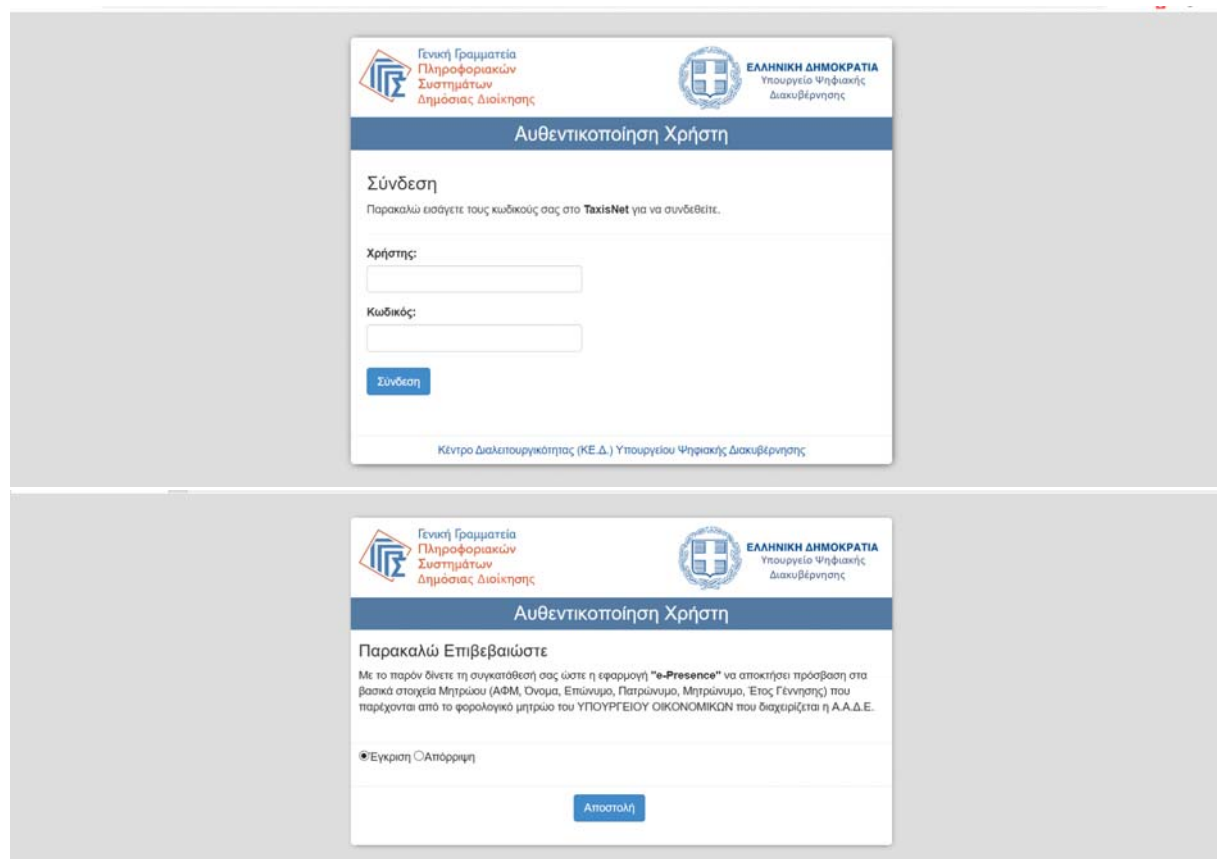 Γενική Γραμματεία
Πληροφοριακών
Συστημάτων
Δημόσιας Διοίκησης
ΕΛΛΗΝΙΚΗ ΔΗΜΟΚΡΑΤΙΑ
Υπουργείο Ψηφιακής
Διακυβέρνησης
Αυθεντικοποίηση Χρήστη
Σύνδεση
Παρακαλώ εισάγετε τους κωδικούς σας στο TaxisNet για να συνδεθείτε.
Χρήστης:
Κωδικός:
Σύνδεση
Κέντρο Διαλειτουργικότητας (ΚΕ.Δ.) Υπουργείου Ψηφιακής Διακυβέρνησης
Γενική Γραμματεία
Πληροφοριακών
Συστημάτων
Δημόσιας Διοίκησης
ΕΛΛΗΝΙΚΗ ΔΗΜΟΚΡΑΤΙΑ
Υπουργείο Ψηφιακής
Διακυβέρνησης
Αυθεντικοποίηση Χρήστη
Παρακαλώ Επιβεβαιώστε
Με το παρόν δίνετε τη συγκατάθεσή σας ώστε η εφαρμογή "e-Presence" να αποκτήσει πρόσβαση στα
βασικά στοιχεία Μητρώου (ΑΦΜ, Όνομα, Επώνυμο, Πατρώνυμο, Μητρώνυμο, Έτος Γέννησης) που
παρέχονται από το φορολογικό μητρώο του ΥΠΟΥΡΓΕΙΟΥ ΟΙΚΟΝΟΜΙΚΩΝ που διαχειρίζεται η Α.Α.Δ.Ε.
Έγκριση Απόρριψη
Αποστολή